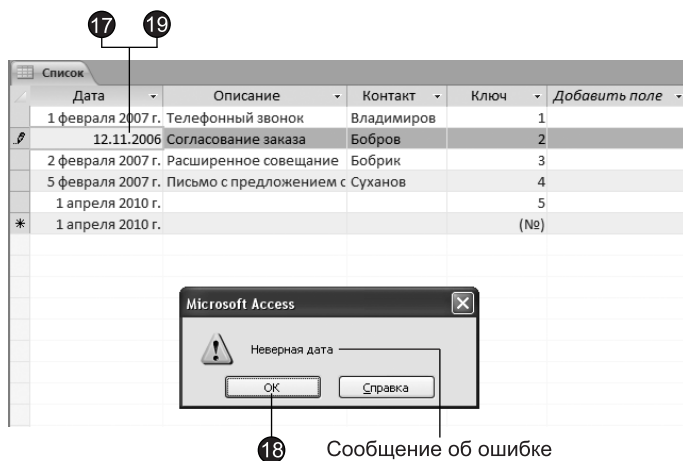 17 19
Список
Дата Описание Контакт Ключ Добавить поле
1 февраля 2007 г. Телефонный звонок Владимиров 1
12.11.2006 Согласование заказа Бобров 2
2 февраля 2007 г. Расширенное совещание Бобрик 3
5 февраля 2007 г. Письмо с предложением с Суханов 4
1 апреля 2010 г. 5
1 апреля 2010 г. (№)
Microsoft Access
Неверная дата
ОК Справка
18 Сообщение об ошибке